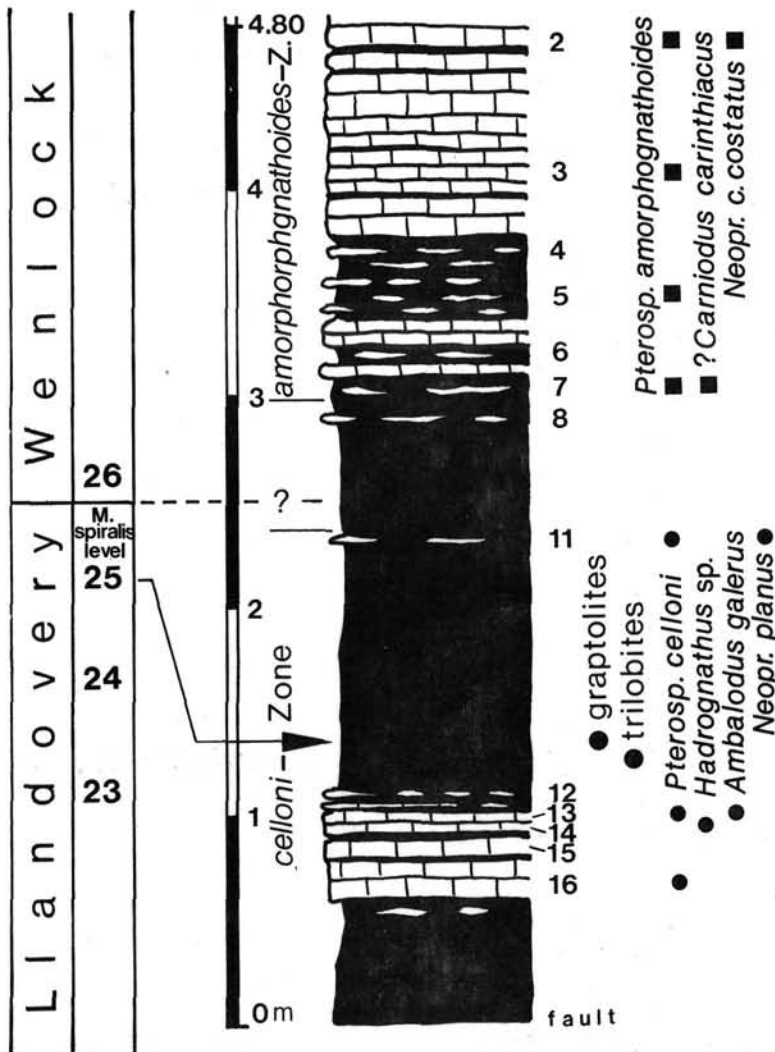 Wenlock
Llandovery
26
M. spiralis level
25
24
23
4.80
4
3
2
1
0m
amorphorphgnathoides–Z.
?
celloni–Zone
2
3
4
5
6
7
8
11
12
13
14
15
16
fault
graptolites
trilobites
Pterosp. amorphognathoides
?Carniodus carinthiacus
Neopr. c. costatus
Pterosp. celloni
Hadrognathus sp.
Ambalodus galerus
Neopr. planus